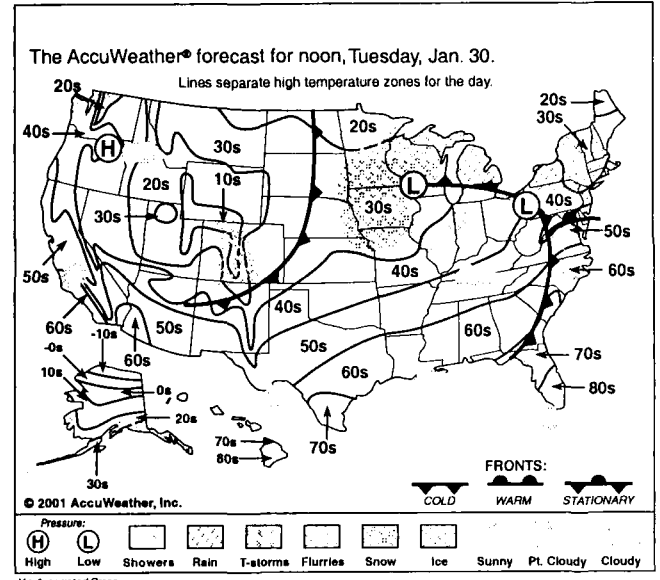 The AccuWeather® forecast for noon, Tuesday, Jan. 30.
Lines separate high temperature zones for the day.
20s
20s
20s
30s
40s
H
30s
20s
10s
L
L
40s
30s
30s
50s
40s
60s
50s
40s
60s
50s
50s
60s
-10s
-0s
60s
60s
70s
10s
0s
80s
20s
70s
70s
80s
30s
FRONTS:
COLD WARM STATIONARY
© 2001 AccuWeather, Inc.
Pressure:
H L
High Low Showers Rain T-storms Flurries Snow Ice Sunny Pt. Cloudy Cloudy